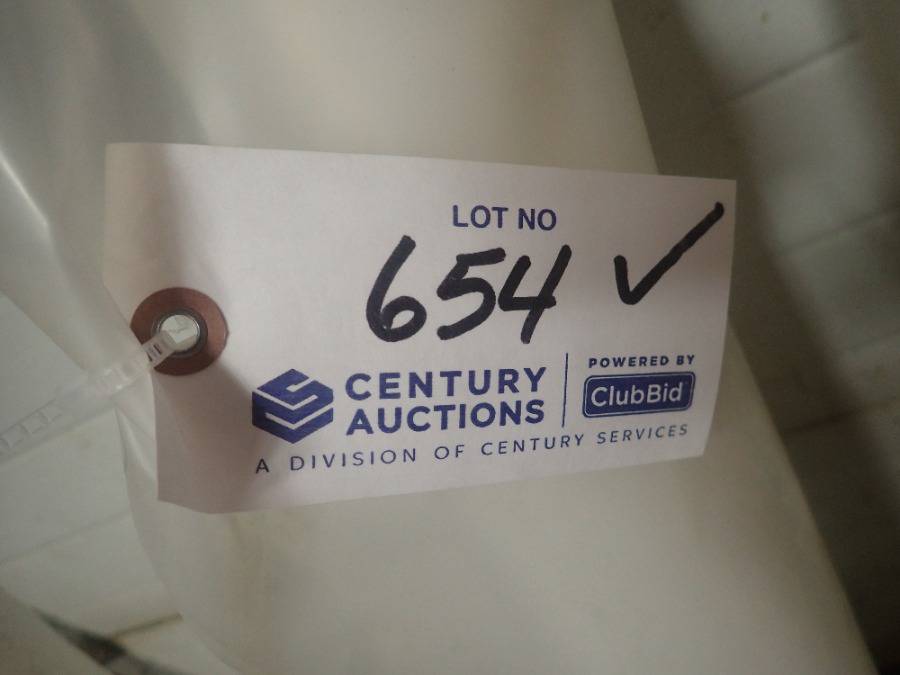 LOT NO
654 ✓
CENTURY
AUCTIONS
POWERED BY
ClubBid
A DIVISION OF CENTURY SERVICES